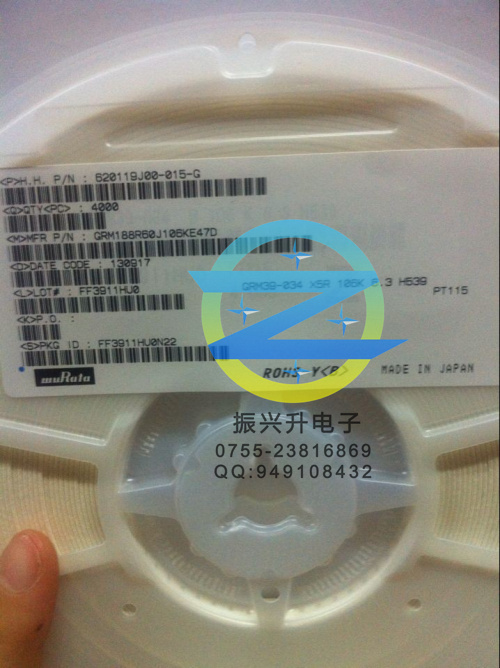 <P>H.H. P/N : 620119J00-015-G
<Q>QTY<PC> : 4000
<M>MFR P/N : GRM188R60J106KE47D
<D>DATE CODE : 130917
GRM39-034 X5R 106K 6.3 H539
<L>LOT# : FF3911HU0
PT115
<K>P.O. :
<S>PKG ID : FF3911HU0N22
muRata
ROHS Y<R>
MADE IN JAPAN
振兴升电子
0755-23816869
QQ:949108432